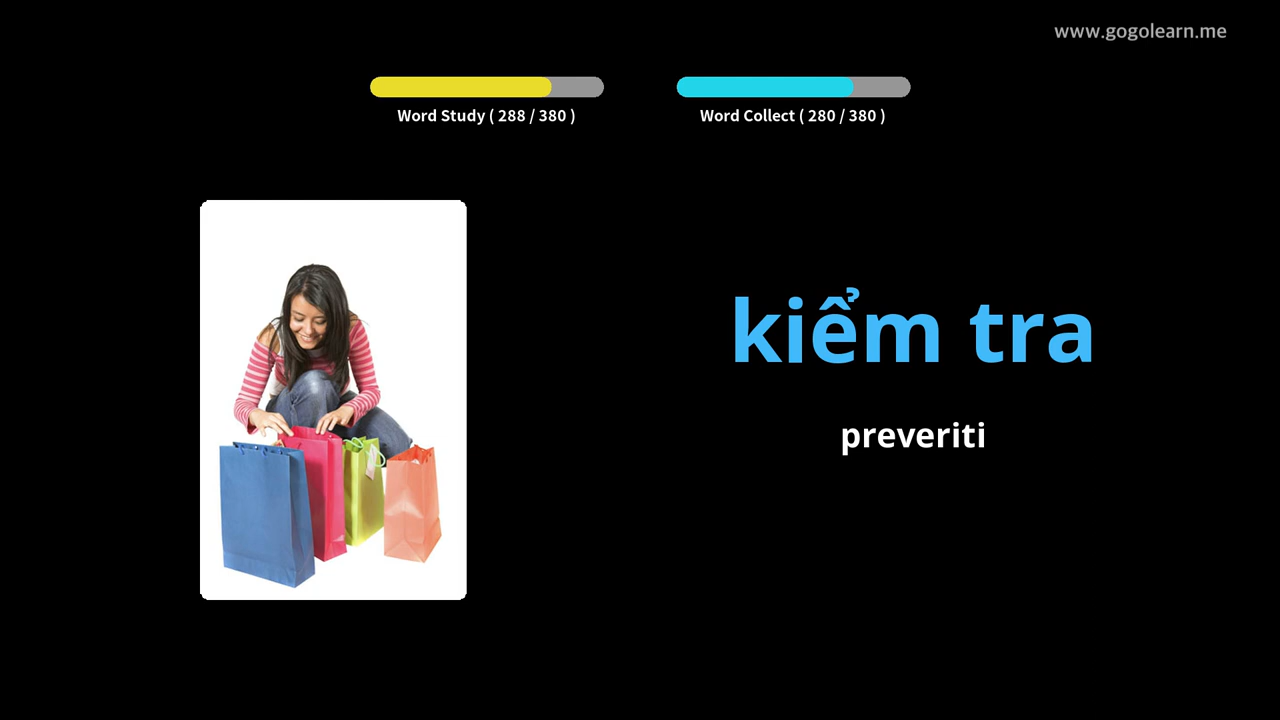 www.gogolearn.me
Word Study ( 288 / 380 )
Word Collect ( 280 / 380 )
kiểm tra
preveriti